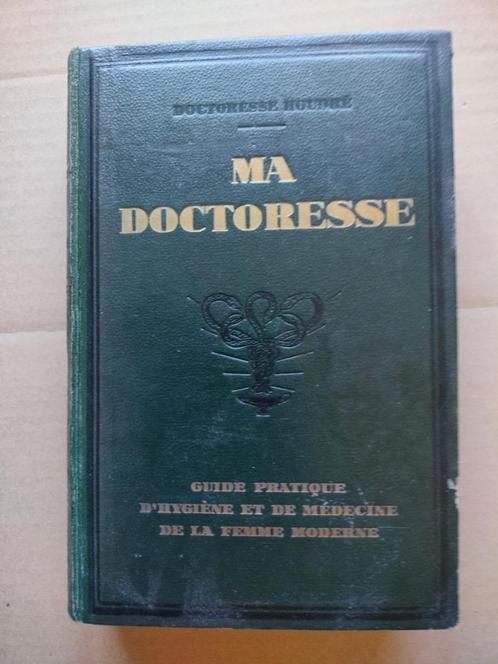 DOCTORESSE HOUDRÉ
MA
DOCTORESSE
GUIDE PRATIQUE
D'HYGIÈNE ET DE MÉDECINE
DE LA FEMME MODERNE